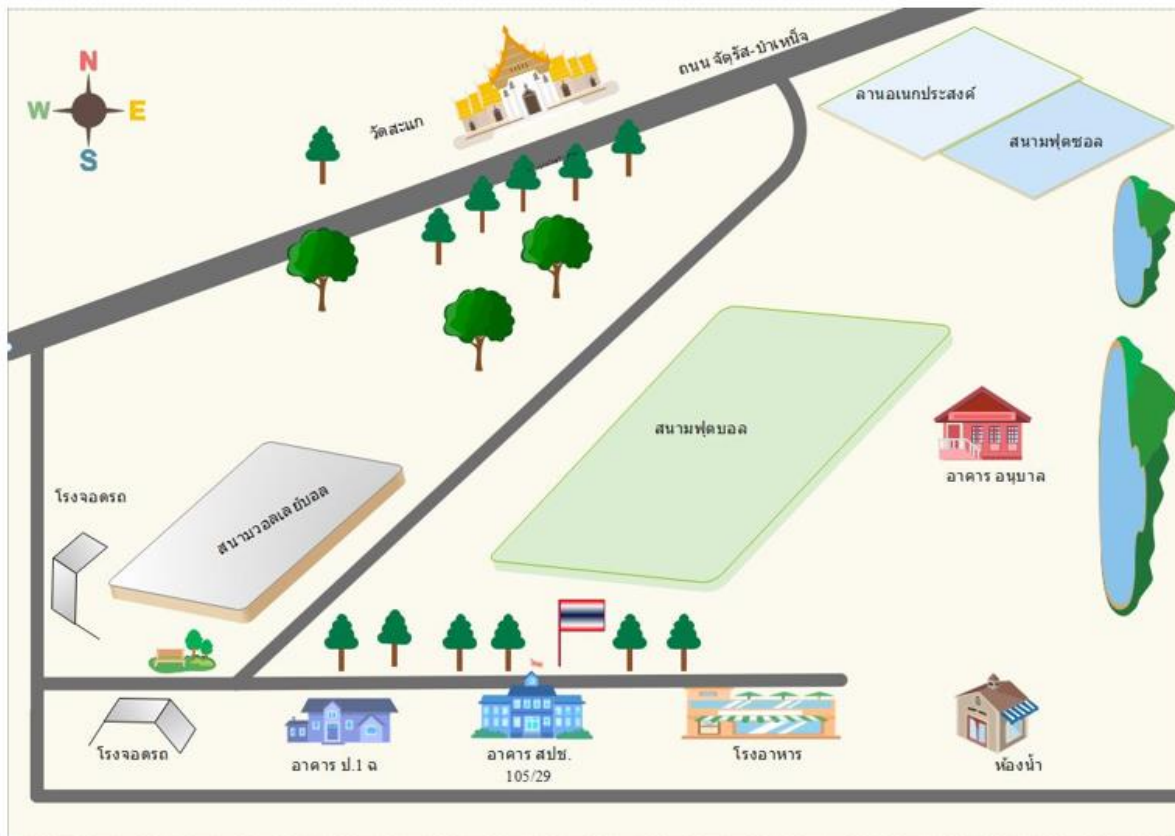 N
W E
S
วัดสะแก
ถนน จัตุรัส-บำเหน็จ
ลานอเนกประสงค์
สนามฟุตซอล
สนามฟุตบอล
อาคาร อนุบาล
โรงจอดรถ
สนามวอลเลย์บอล
โรงจอดรถ
อาคาร ป.1 ฉ
อาคาร สปช.
105/29
โรงอาหาร
ห้องน้ำ